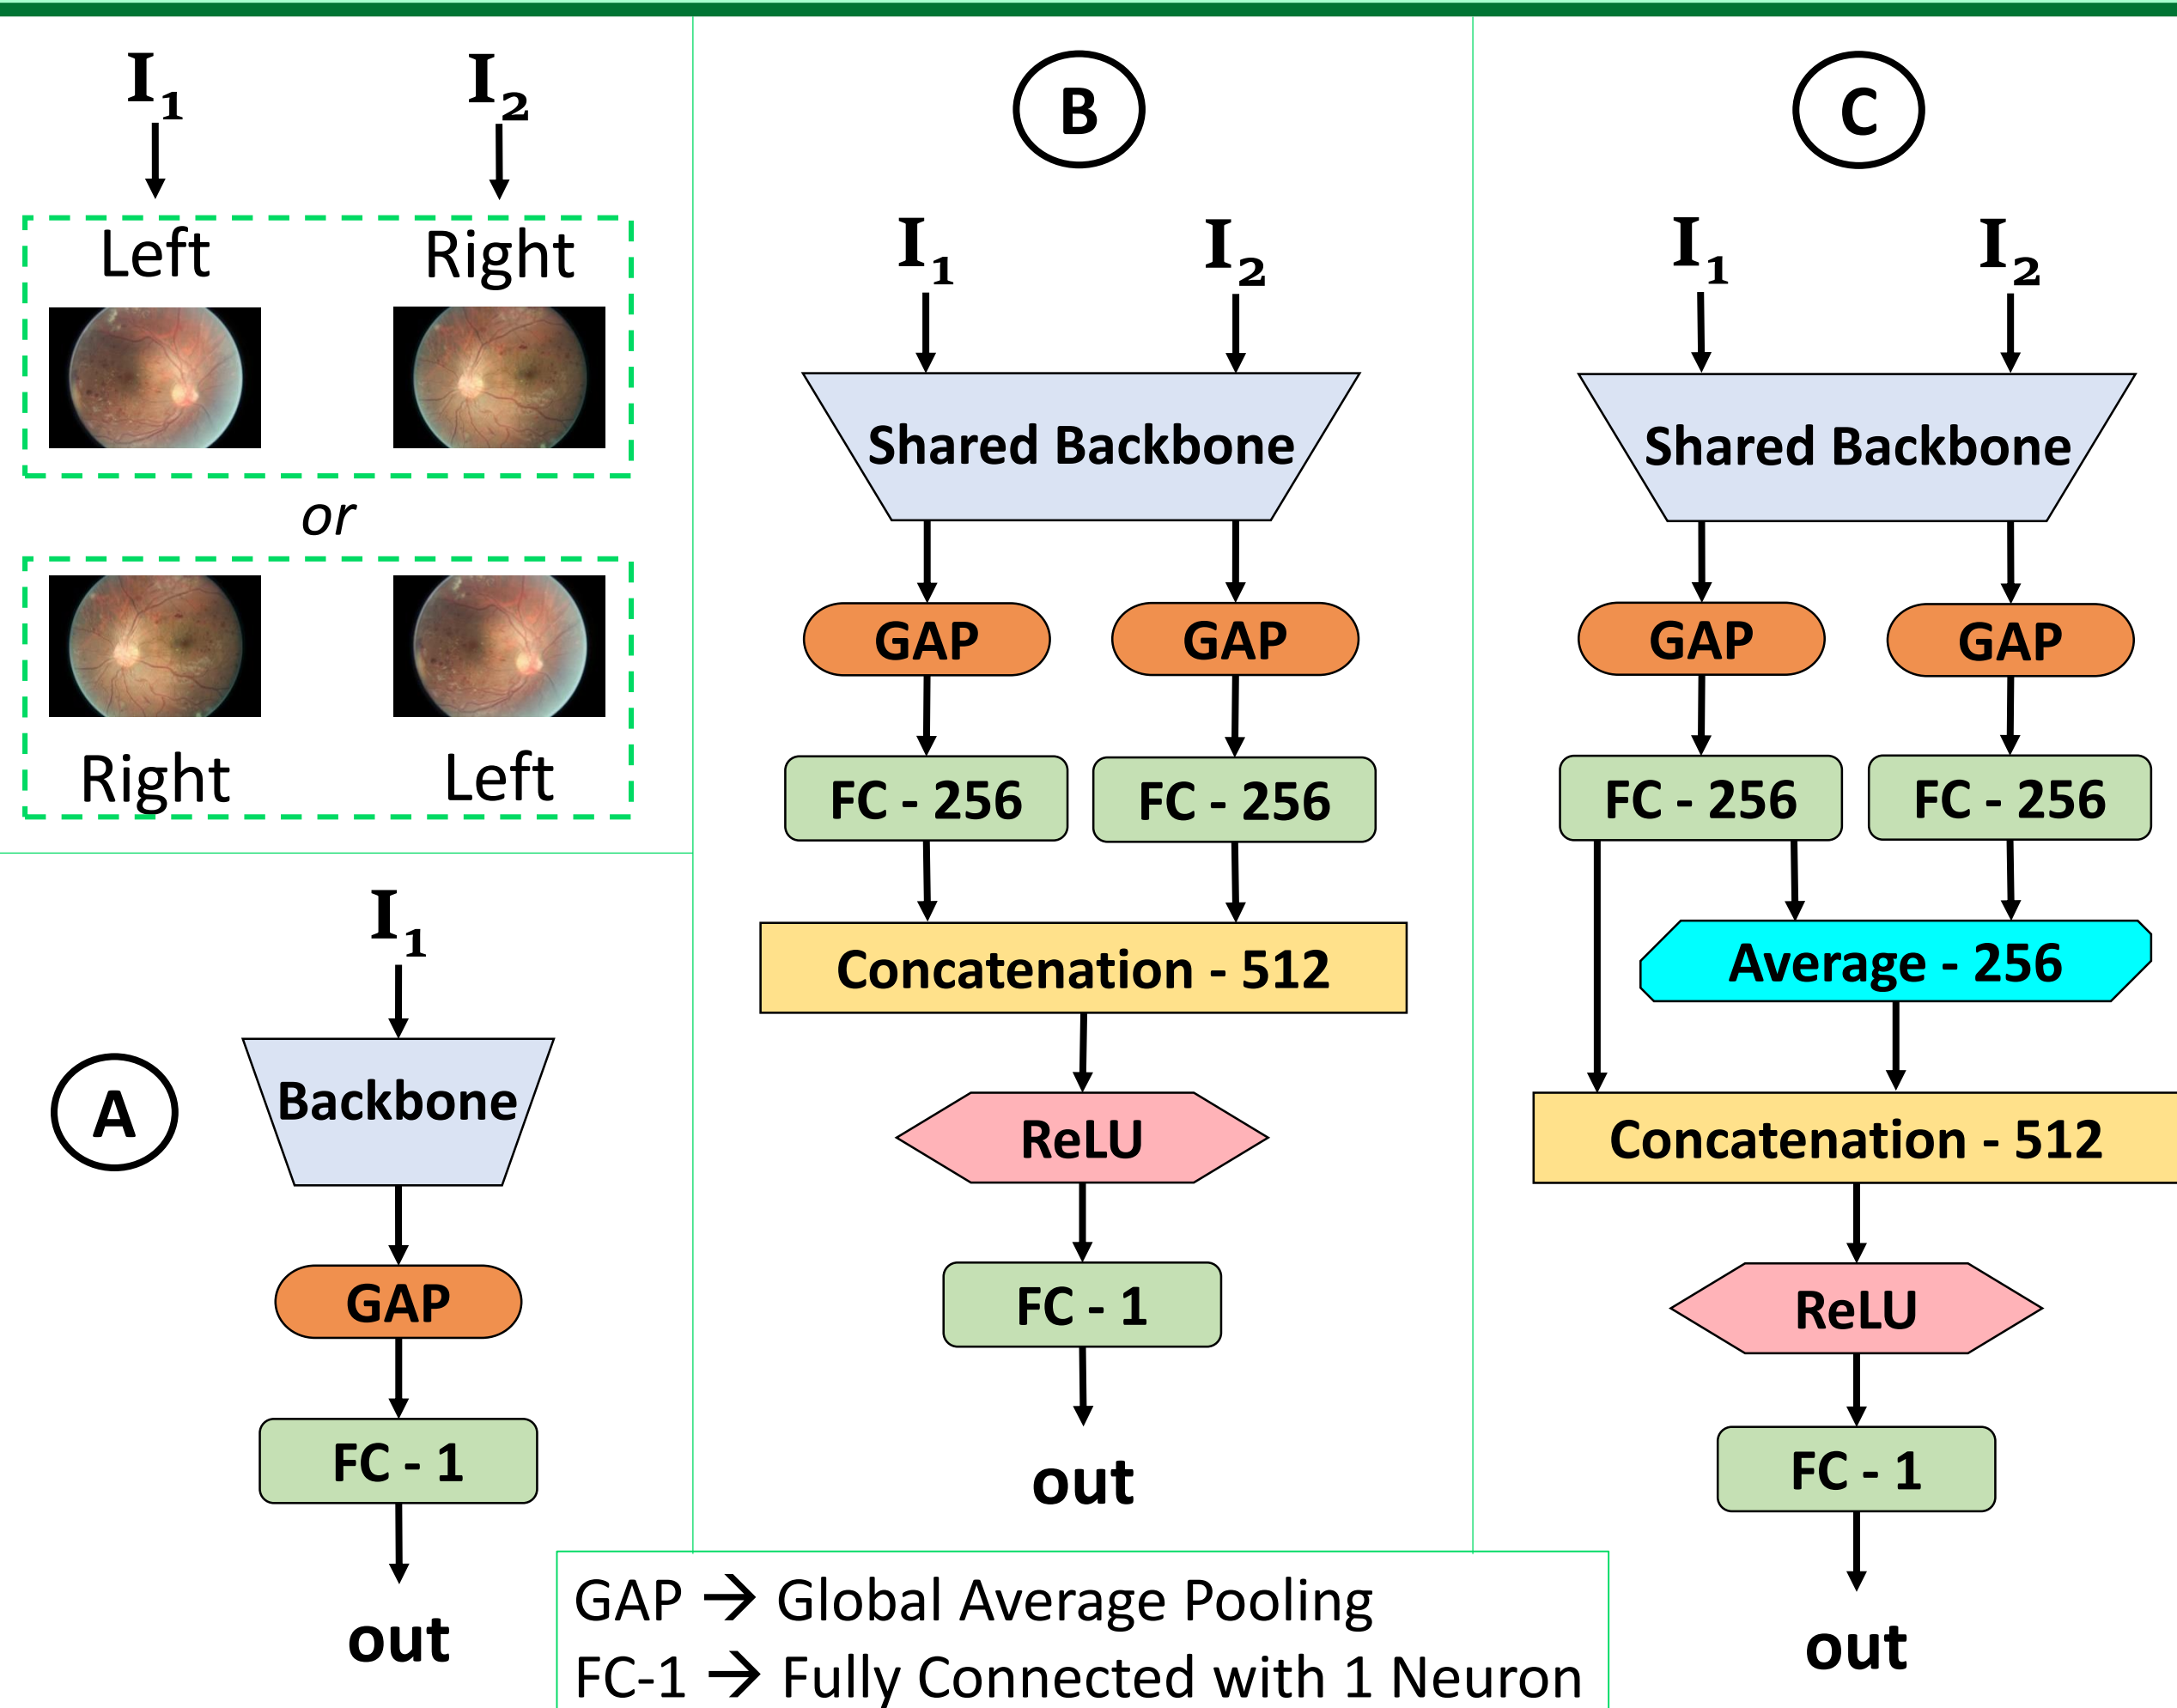 I1 I2
Left Right
or
Right Left
A
I1
Backbone
GAP
FC - 1
out
B
I1 I2
Shared Backbone
GAP GAP
FC - 256 FC - 256
Concatenation - 512
ReLU
FC - 1
out
C
I1 I2
Shared Backbone
GAP GAP
FC - 256 FC - 256
Average - 256
Concatenation - 512
ReLU
FC - 1
out
GAP → Global Average Pooling
FC-1 → Fully Connected with 1 Neuron